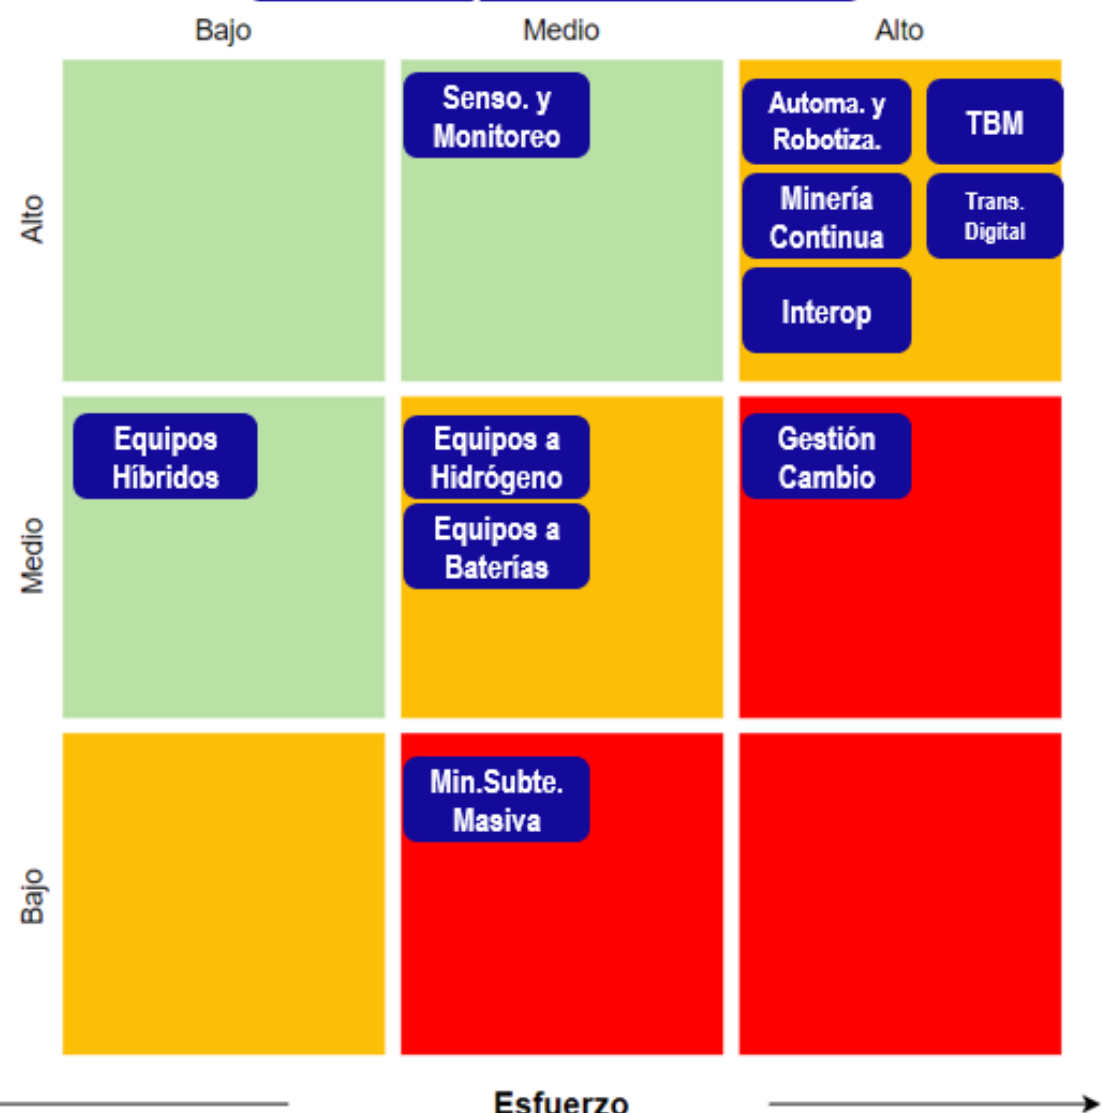 Bajo Medio Alto
Alto
Senso. y
Monitoreo
Automa. y
Robotiza.
TBM
Minería
Continua
Trans.
Digital
Interop
Medio
Equipos
Híbridos
Equipos a
Hidrógeno
Equipos a
Baterías
Gestión
Cambio
Bajo
Min.Subte.
Masiva
Esfuerzo